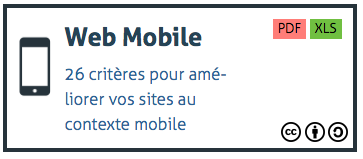 Web Mobile
PDF XLS
26 critères pour amé-
liorer vos sites au
contexte mobile